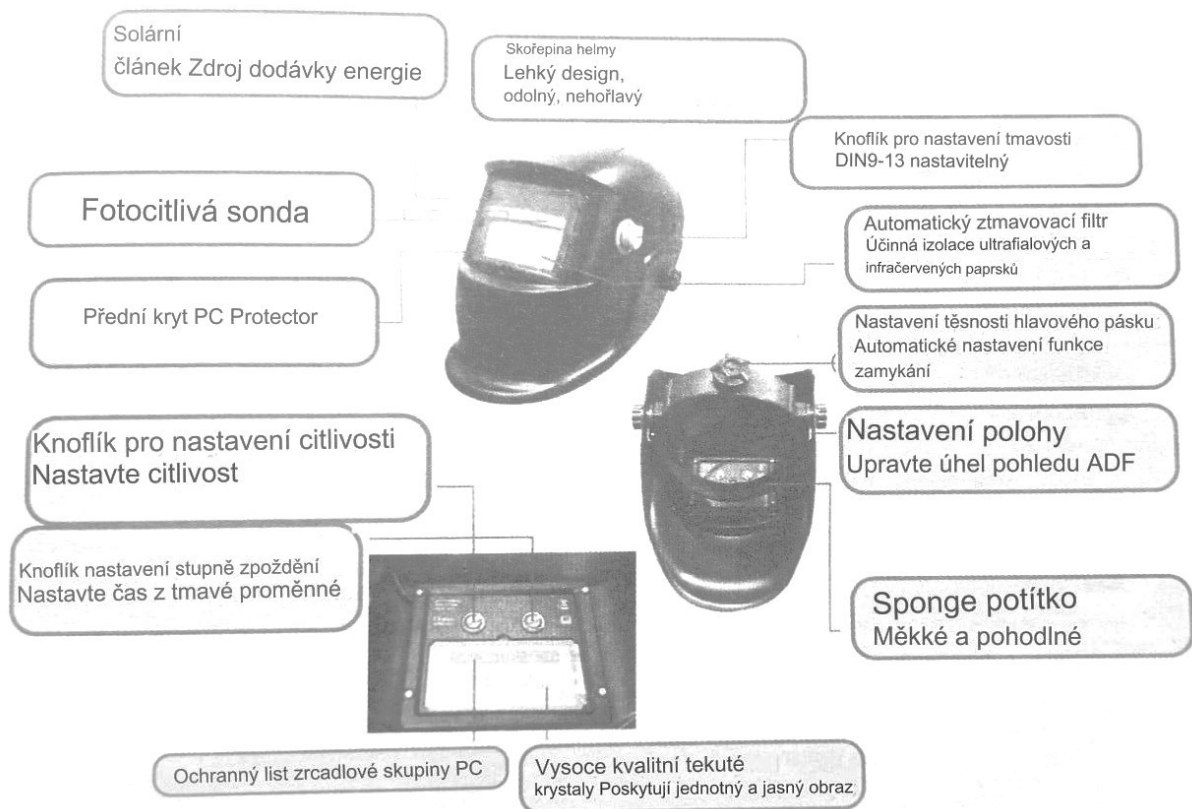 Solární
článek Zdroj dodávky energie
Skořepina helmy
Lehký design,
odolný, nehořlavý
Knoflík pro nastavení tmavosti
DIN9-13 nastavitelný
Fotocitlivá sonda
Automatický ztmavovací filtr
Účinná izolace ultrafialových a
infračervených paprsků
Přední kryt PC Protector
Nastavení těsnosti hlavového pásku
Automatické nastavení funkce
zamykání
Knoflík pro nastavení citlivosti
Nastavte citlivost
Nastavení polohy
Upravte úhel pohledu ADF
Knoflík nastavení stupně zpoždění
Nastavte čas z tmavé proměnné
Sponge potítko
Měkké a pohodlné
Ochranný list zrcadlové skupiny PC
Vysoce kvalitní tekuté
krystaly Poskytují jednotný a jasný obraz